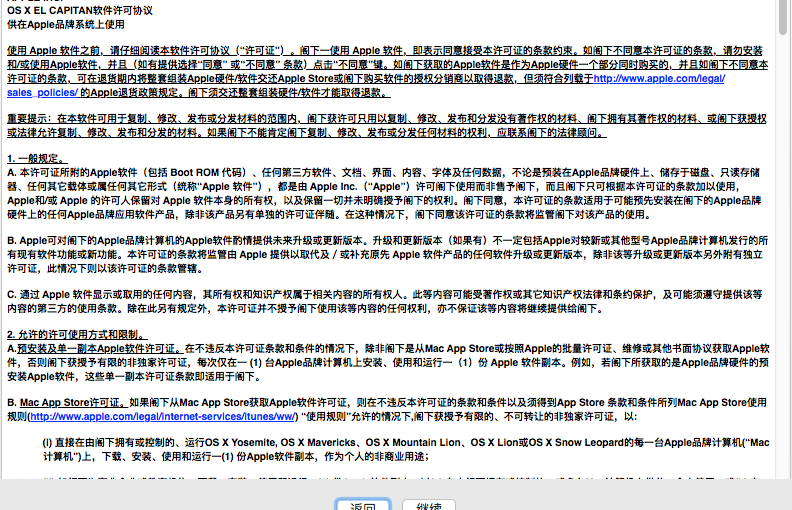 OS X EL CAPITAN软件许可协议
供在Apple品牌系统上使用
使用 Apple 软件之前，请仔细阅读本软件许可协议（“许可证”）。阁下一使用 Apple 软件，即表示同意接受本许可证的条款约束。如阁下不同意本许可证的条款，请勿安装
和/或使用Apple软件，并且（如有提供选择“同意” 或“不同意” 条款）点击“不同意”键。如阁下获取的Apple软件是作为Apple硬件一个部分同时购买的，并且如阁下不同意本
许可证的条款，可在退货期内将整套组装Apple硬件/软件交还Apple Store或阁下购买软件的授权分销商以取得退款，但须符合列载于http://www.apple.com/legal/
sales_policies/ 的Apple退货政策规定。阁下须交还整套组装硬件/软件才能取得退款。
重要提示：在本软件可用于复制、修改、发布或分发材料的范围内，阁下获许可只用以复制、修改、发布和分发没有著作权的材料、阁下拥有其著作权的材料、或阁下获授权
或法律允许复制、修改、发布和分发的材料。如果阁下不能肯定阁下复制、修改、发布或分发任何材料的权利，应联系阁下的法律顾问。
1. 一般规定。
A. 本许可证所附的Apple软件（包括 Boot ROM 代码）、任何第三方软件、文档、界面、内容、字体及任何数据，不论是预装在Apple品牌硬件上、储存于磁盘、只读存储
器、任何其它载体或属任何其它形式（统称“Apple 软件”），都是由 Apple Inc.（“Apple”）许可阁下使用而非售予阁下，而且阁下只可根据本许可证的条款加以使用，
Apple和/或 Apple 的许可人保留对 Apple 软件本身的所有权，以及保留一切并未明确授予阁下的权利。阁下同意，本许可证的条款适用于可能预先安装在阁下的Apple品牌
硬件上的任何Apple品牌应用软件产品，除非该产品另有单独的许可证伴随。在这种情况下，阁下同意该许可证的条款将监管阁下对该产品的使用。
B. Apple可对阁下的Apple品牌计算机的Apple软件酌情提供未来升级或更新版本。升级和更新版本（如果有）不一定包括Apple对较新或其他型号Apple品牌计算机发行的所
有现有软件功能或新功能。本许可证的条款将监管由 Apple 提供以取代及 / 或补充原先 Apple 软件产品的任何软件升级或更新版本，除非该等升级或更新版本另外附有独立
许可证，此情况下则以该许可证的条款管辖。
C. 通过 Apple 软件显示或取用的任何内容，其所有权和知识产权属于相关内容的所有权人。此等内容可能受著作权或其它知识产权法律和条约保护，及可能须遵守提供该等
内容的第三方的使用条款。除在此另有规定外，本许可证并不授予阁下使用该等内容的任何权利，亦不保证该等内容将继续提供给阁下。
2. 允许的许可使用方式和限制。
A.预安装及单一副本Apple软件许可证。在不违反本许可证条款和条件的情况下，除非阁下是从Mac App Store或按照Apple的批量许可证、维修或其他书面协议获取Apple软
件，否则阁下获授予有限的非独家许可证，每次仅在一 (1) 台Apple品牌计算机上安装、使用和运行一（1）份 Apple 软件副本。例如，若阁下所获取的是Apple品牌硬件的预
安装Apple软件，这些单一副本许可证条款即适用于阁下。
B. Mac App Store许可证。如果阁下从Mac App Store获取Apple软件许可证，则在不违反本许可证的条款和条件以及须得到App Store 条款和条件所列Mac App Store使用
规则(http://www.apple.com/legal/internet-services/itunes/ww/) “使用规则”允许的情况下,阁下获授予有限的、不可转让的非独家许可证，以:
(i) 直接在由阁下拥有或控制的、运行OS X Yosemite, OS X Mavericks、OS X Mountain Lion、OS X Lion或OS X Snow Leopard的每一台Apple品牌计算机(“Mac
计算机”)上，下载、安装、使用和运行一(1) 份Apple软件副本，作为个人的非商业用途；
返回
继续